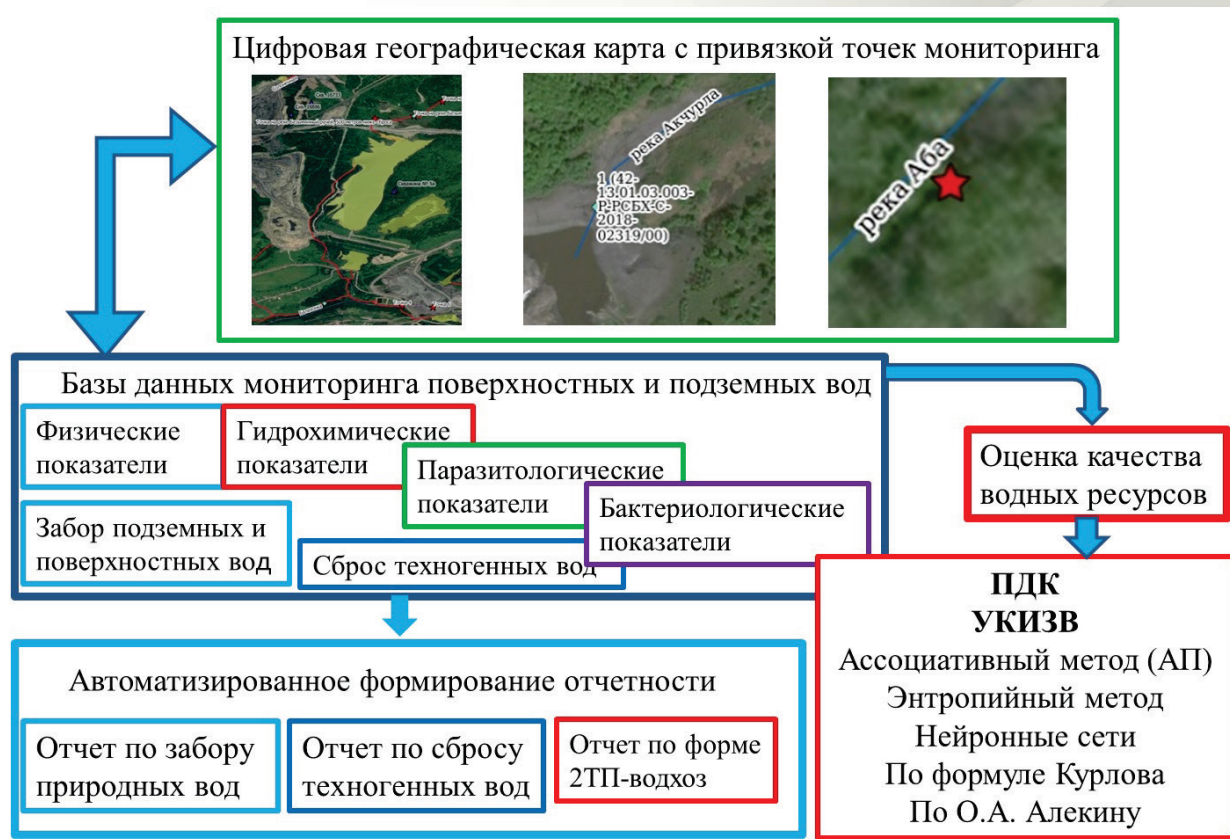 Цифровая географическая карта с привязкой точек мониторинга
река Акчурла
1 (42-
13.01.03.003-
Р-РСБХ-С-
2018-
02319/00)
река Аба
Базы данных мониторинга поверхностных и подземных вод
Физические
показатели
Гидрохимические
показатели
Паразитологические
показатели
Бактериологические
показатели
Забор подземных и
поверхностных вод
Сброс техногенных вод
Оценка качества
водных ресурсов
ПДК
УКИЗВ
Ассоциативный метод (АП)
Энтропийный метод
Нейронные сети
По формуле Курлова
По О.А. Алекину
Автоматизированное формирование отчетности
Отчет по забору
природных вод
Отчет по сбросу
техногенных вод
Отчет по форме
2ТП-водхоз